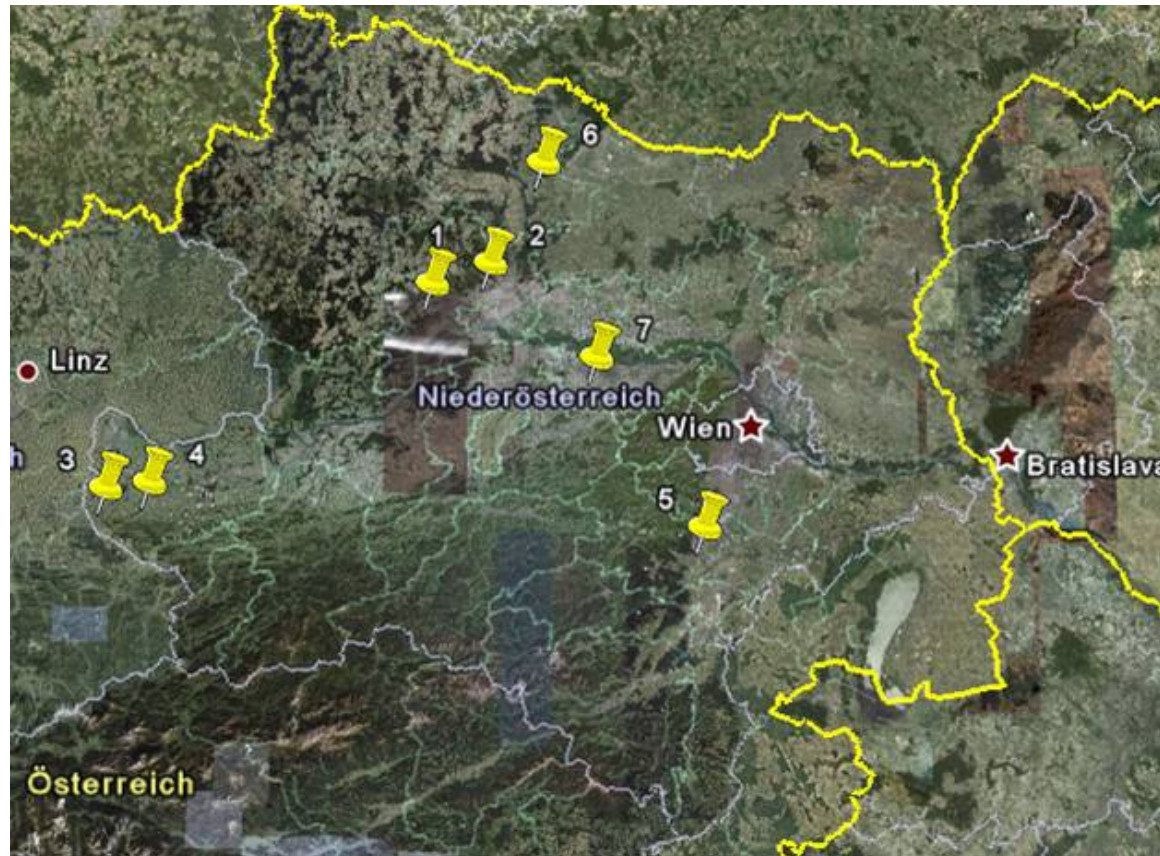 6
1
2
7
Linz
Niederösterreich
Wien
3
4
h
Bratislava
5
Österreich